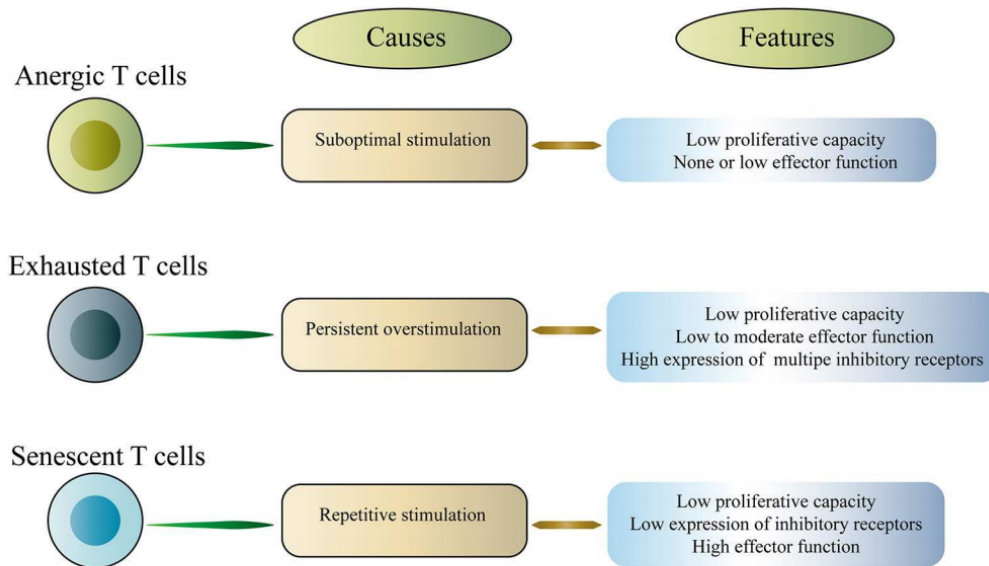 Causes
Features
Anergic T cells
Suboptimal stimulation
Low proliferative capacity
None or low effector function
Exhausted T cells
Persistent overstimulation
Low proliferative capacity
Low to moderate effector function
High expression of multipe inhibitory receptors
Senescent T cells
Repetitive stimulation
Low proliferative capacity
Low expression of inhibitory receptors
High effector function